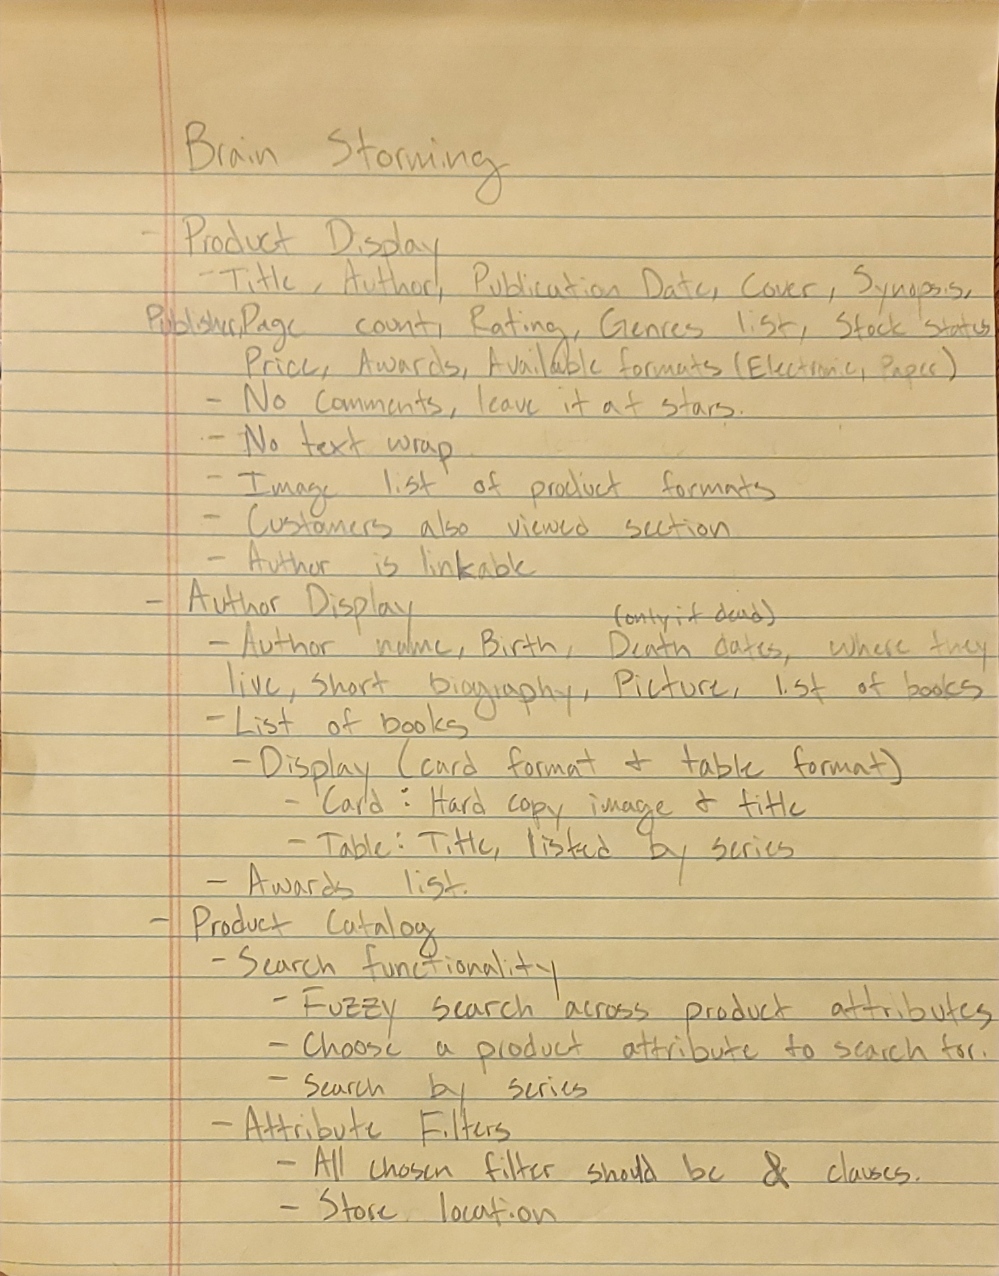 Brain Storming
- Product Display
- Title, Author, Publication Date, Cover, Synopsis,
Publisher, Page count, Rating, Genres list, Stock status
Price, Awards, Available formats (Electronic, Paper)
- No comments, leave it at stars.
- No text wrap
- Image list of product formats
- Customers also viewed section
- Author is linkable
- Author Display
(only if dead)
- Author name, Birth, Death dates, where they
live, short biography, Picture, list of books
- List of books
- Display (card format & table format)
- Card: Hard copy image & title
- Table: Title, listed by series
- Awards list.
- Product Catalog
- Search functionality
- Fuzzy search across product attributes
- Choose a product attribute to search for.
- Search by series
- Attribute Filters
- All chosen filter should be & clauses.
- Store location